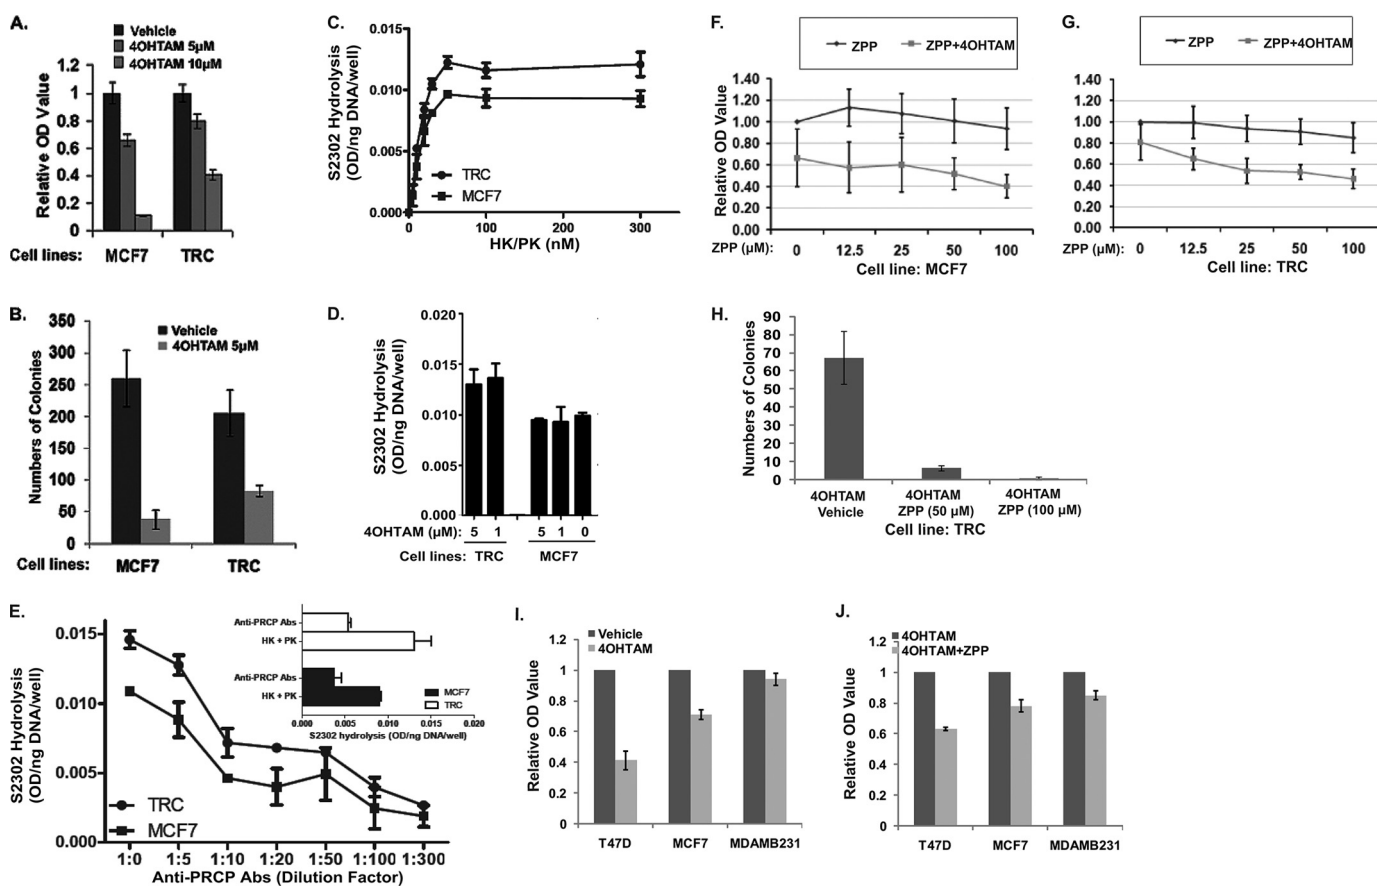 A.
Vehicle
4OHTAM 5µM
4OHTAM 10µM
Relative OD Value
1.2
1
0.8
0.6
0.4
0.2
0
Cell lines: MCF7 TRC
B.
Vehicle
4OHTAM 5µM
Numbers of Colonies
350
300
250
200
150
100
50
0
Cell lines: MCF7 TRC
C.
S2302 Hydrolysis
(OD/ng DNA/well)
0.015
0.010
0.005
0.000
TRC
MCF7
0 100 200 300
HK/PK (nM)
D.
S2302 Hydrolysis
(OD/ng DNA/well)
0.020
0.015
0.010
0.005
0.000
4OHTAM (µM): 5 1 5 1 0
Cell lines: TRC MCF7
E.
S2302 Hydrolysis
(OD/ng DNA/well)
0.015
0.010
0.005
0.000
TRC
MCF7
1:0 1:5 1:10 1:20 1:50 1:100 1:300
Anti-PRCP Abs (Dilution Factor)
Anti-PRCP Abs
HK + PK
Anti-PRCP Abs
HK + PK
MCF7
TRC
0.000 0.005 0.010 0.015 0.020
S2302 hydrolysis (OD/ng DNA/well)
F.
ZPP ZPP+4OHTAM
Relative OD Value
1.40
1.20
1.00
0.80
0.60
0.40
0.20
0.00
ZPP (µM): 0 12.5 25 50 100
Cell line: MCF7
G.
ZPP ZPP+4OHTAM
1.40
1.20
1.00
0.80
0.60
0.40
0.20
0.00
ZPP (µM): 0 12.5 25 50 100
Cell line: TRC
H.
Numbers of Colonies
90
80
70
60
50
40
30
20
10
0
4OHTAM 4OHTAM 4OHTAM
Vehicle ZPP (50 µM) ZPP (100 µM)
Cell line: TRC
I.
Vehicle
4OHTAM
Relative OD Value
1.2
1
0.8
0.6
0.4
0.2
0
T47D MCF7 MDAMB231
J.
4OHTAM
4OHTAM+ZPP
Relative OD Value
1.2
1
0.8
0.6
0.4
0.2
0
T47D MCF7 MDAMB231